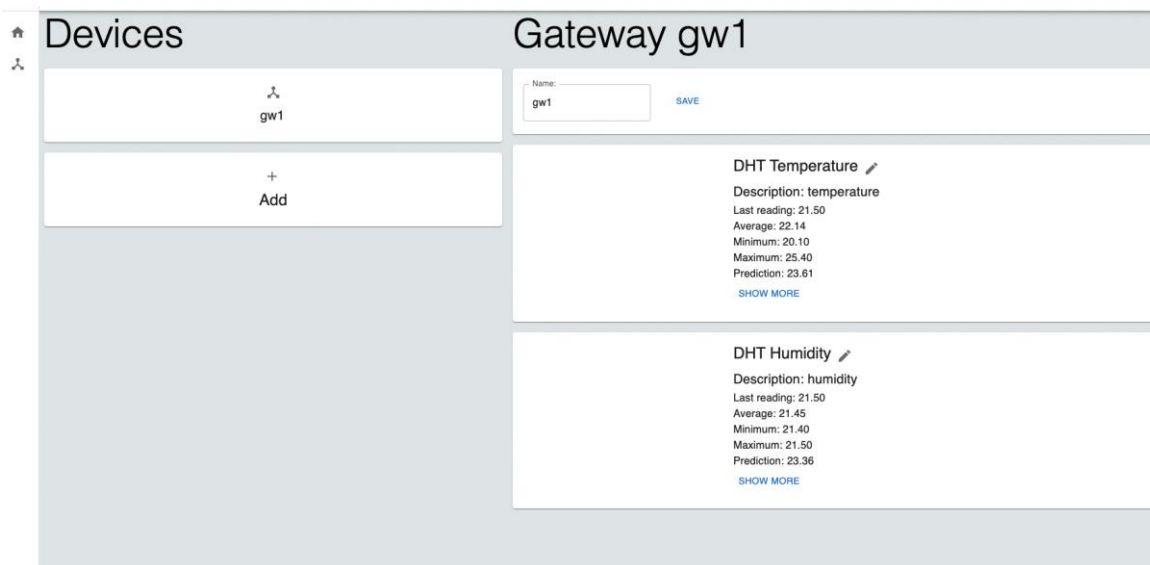 Devices
gw1
+
Add
Gateway gw1
Name:
gw1
SAVE
DHT Temperature
Description: temperature
Last reading: 21.50
Average: 22.14
Minimum: 20.10
Maximum: 25.40
Prediction: 23.61
SHOW MORE
DHT Humidity
Description: humidity
Last reading: 21.50
Average: 21.45
Minimum: 21.40
Maximum: 21.50
Prediction: 23.36
SHOW MORE